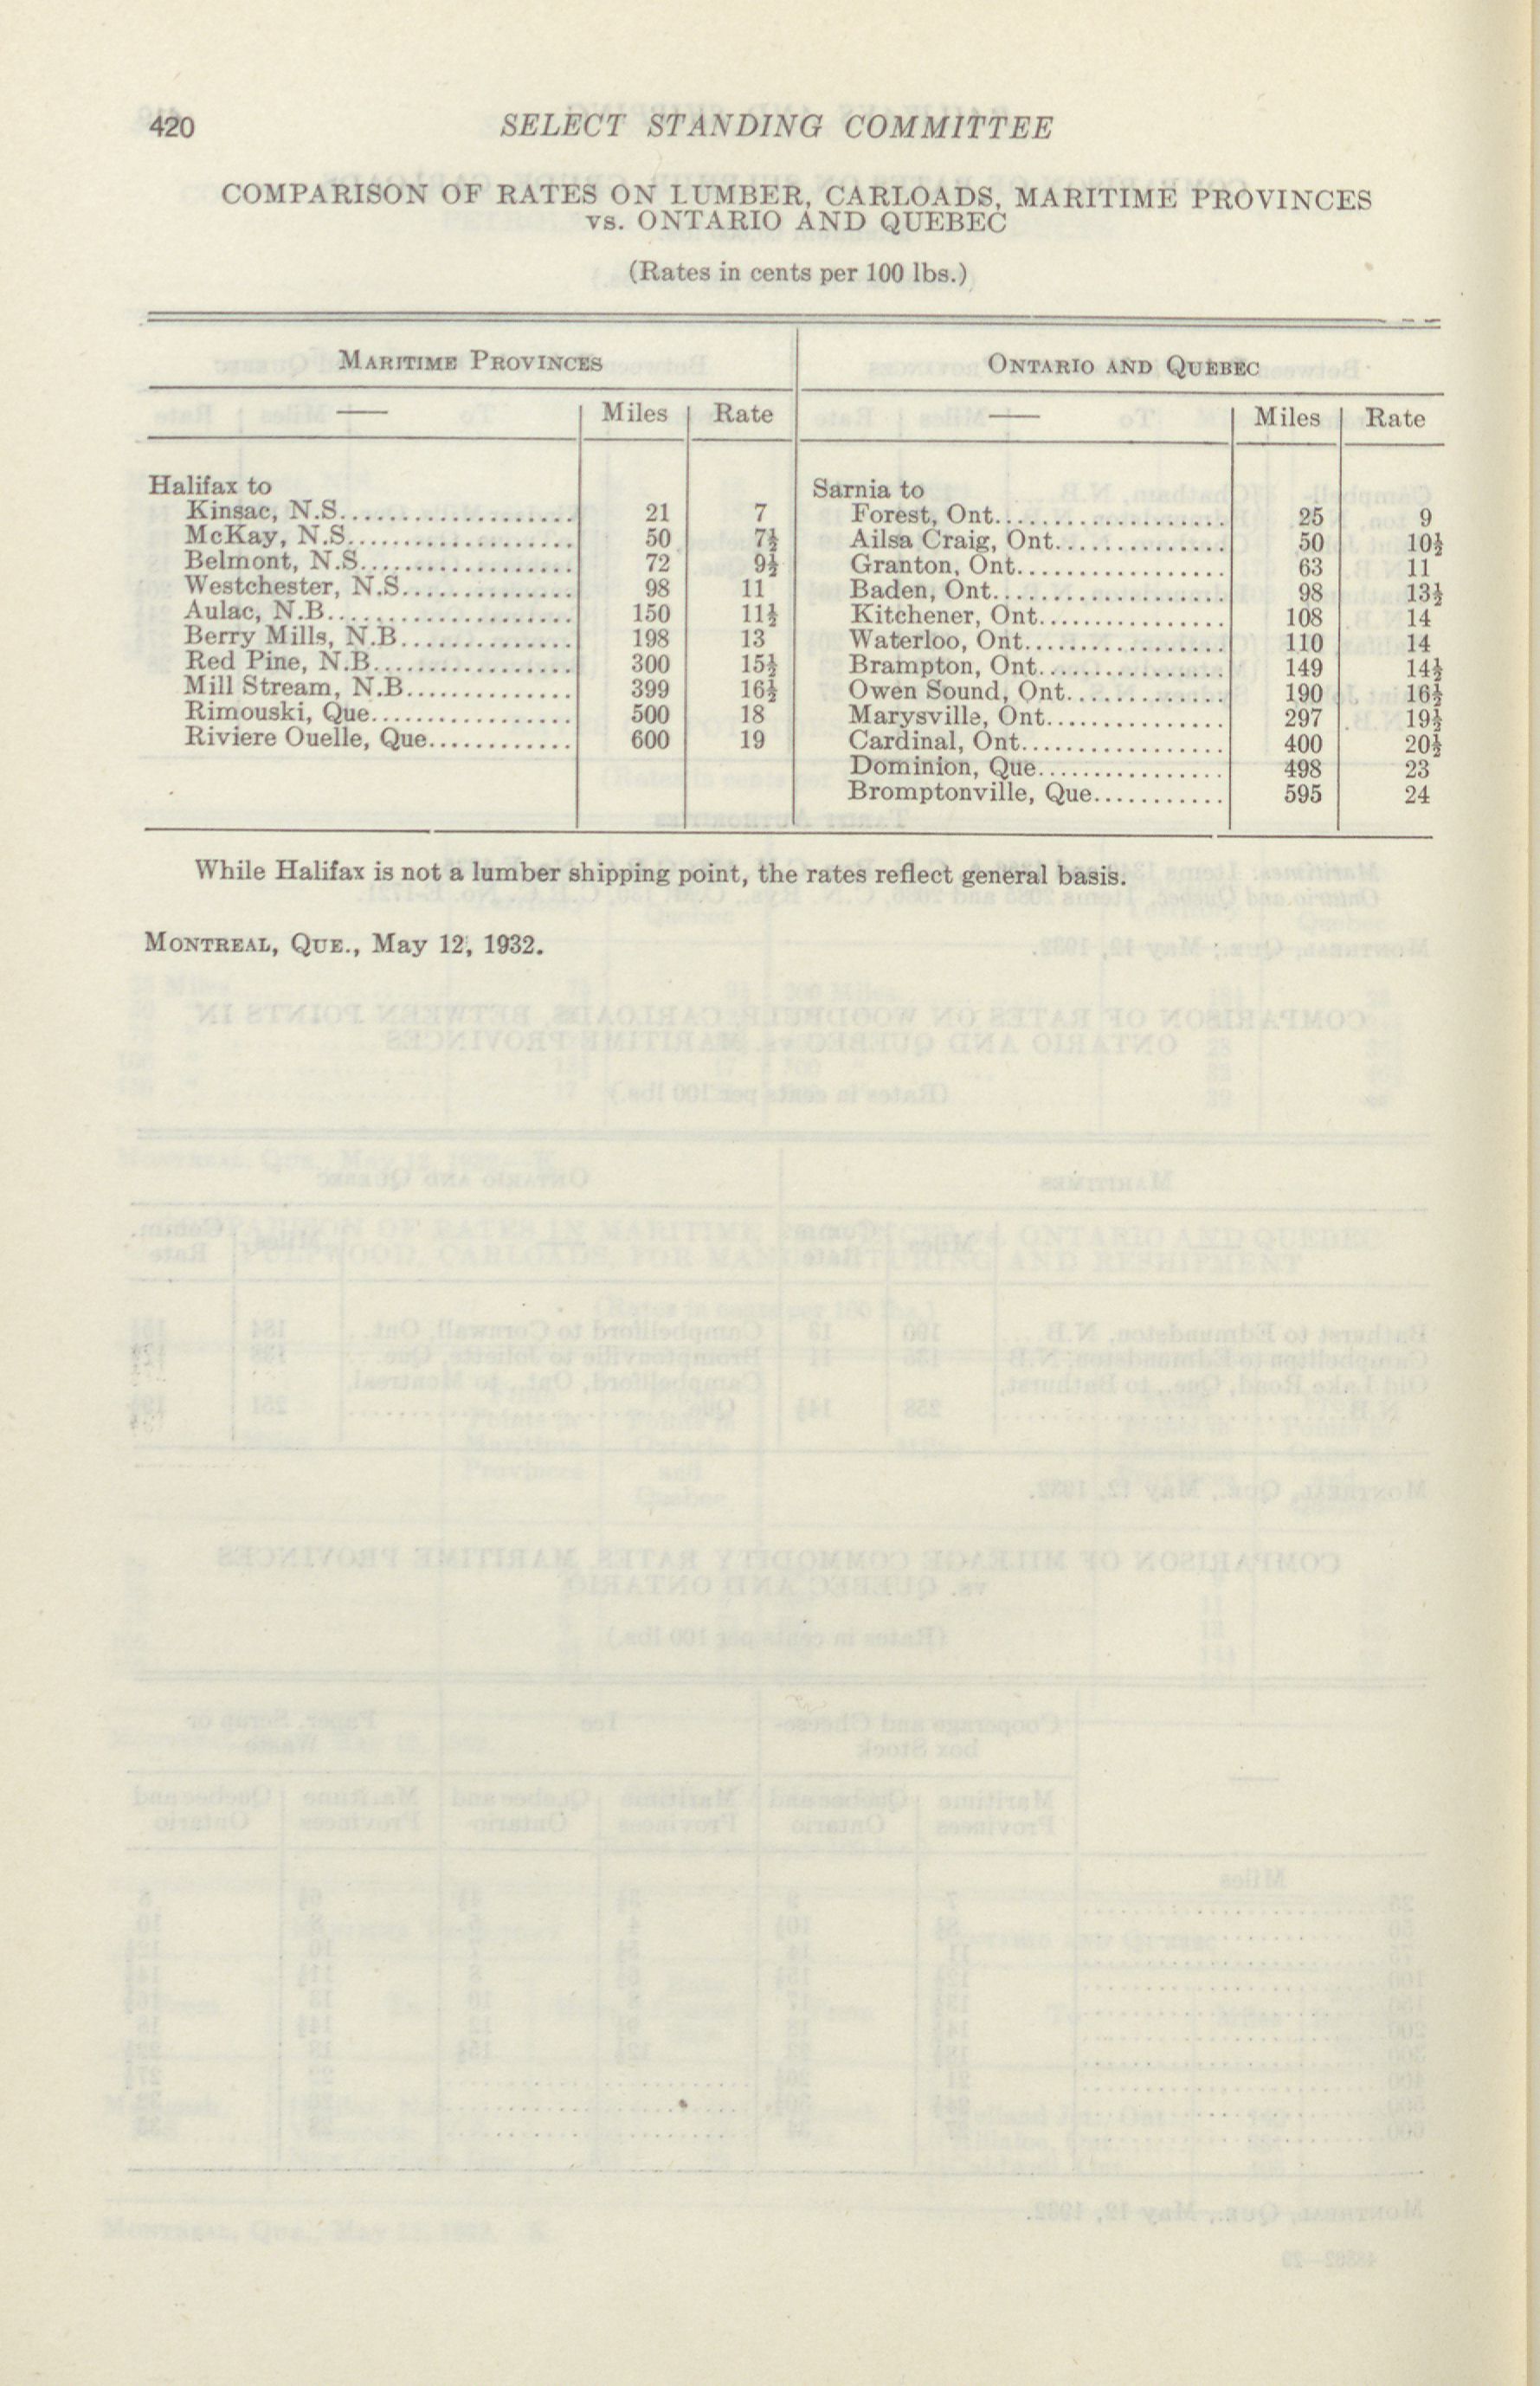 420 SELECT STANDING COMMITTEE
COMPARISON OF RATES ON LUMBER, CARLOADS, MARITIME PROVINCES
vs. ONTARIO AND QUEBEC
(Rates in cents per 100 lbs.)
MARITIME PROVINCES ONTARIO AND QUEBEC
— Miles Rate — Miles Rate
Halifax to Sarnia to
Kinsac, N.S. 21 7 Forest, Ont. 25 9
McKay, N.S. 50 7½ Ailsa Craig, Ont. 50 10½
Belmont, N.S. 72 9½ Granton, Ont. 63 11
Westchester, N.S. 98 11 Baden, Ont. 98 13½
Aulac, N.B. 150 11½ Kitchener, Ont. 108 14
Berry Mills, N.B. 198 13 Waterloo, Ont. 110 14
Red Pine, N.B. 300 15½ Brampton, Ont. 149 14½
Mill Stream, N.B. 399 16½ Owen Sound, Ont. 190 16½
Rimouski, Que. 500 18 Marysville, Ont. 297 19½
Riviere Ouelle, Que. 600 19 Cardinal, Ont. 400 20½
Dominion, Que. 498 23
Bromptonville, Que. 595 24
While Halifax is not a lumber shipping point, the rates reflect general basis.
MONTREAL, QUE., May 12, 1932.